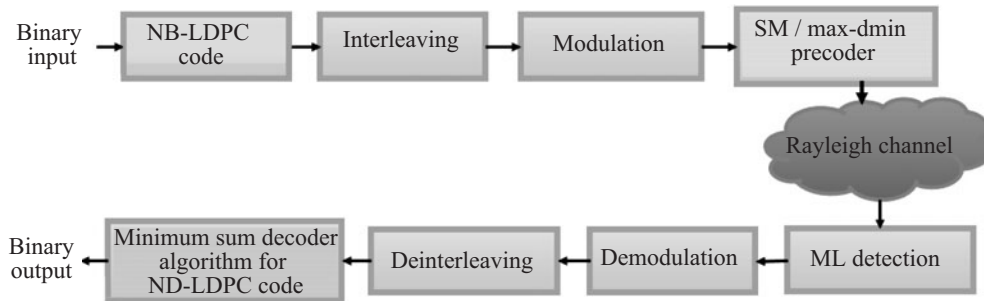 Binary
input
NB-LDPC
code
Interleaving
Modulation
SM / max-dmin
precoder
Rayleigh channel
Binary
output
Minimum sum decoder
algorithm for
ND-LDPC code
Deinterleaving
Demodulation
ML detection